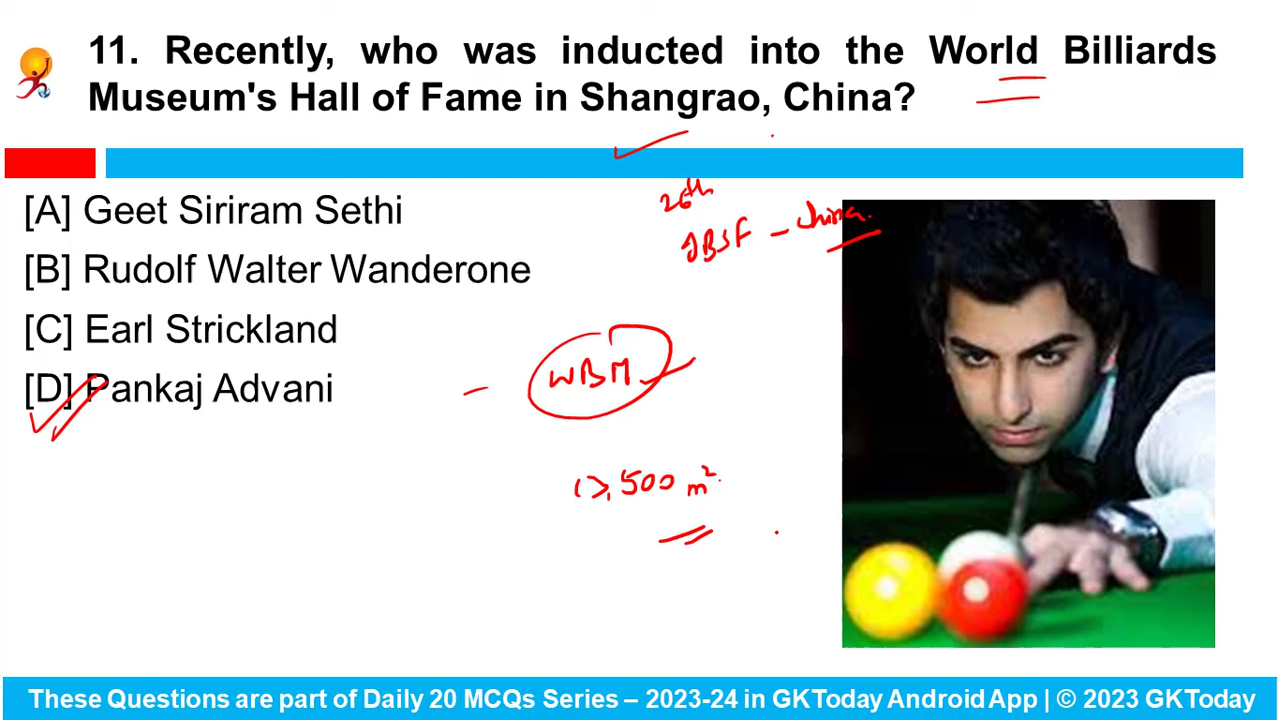 11. Recently, who was inducted into the World Billiards
Museum's Hall of Fame in Shangrao, China?
[A] Geet Siriram Sethi
26th
IBSF - China.
[B] Rudolf Walter Wanderone
[C] Earl Strickland
WBM
[D] Pankaj Advani
500 m²
These Questions are part of Daily 20 MCQs Series – 2023-24 in GKToday Android App | © 2023 GKToday